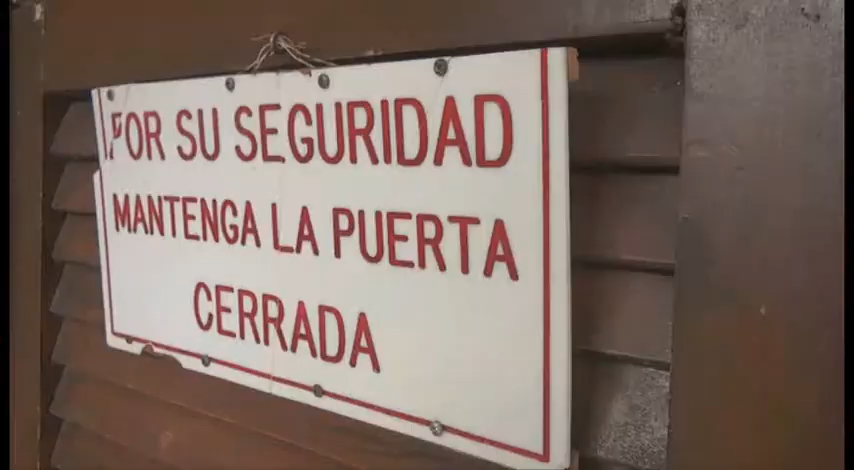 POR SU SEGURIDAD
MANTENGA LA PUERTA
CERRADA